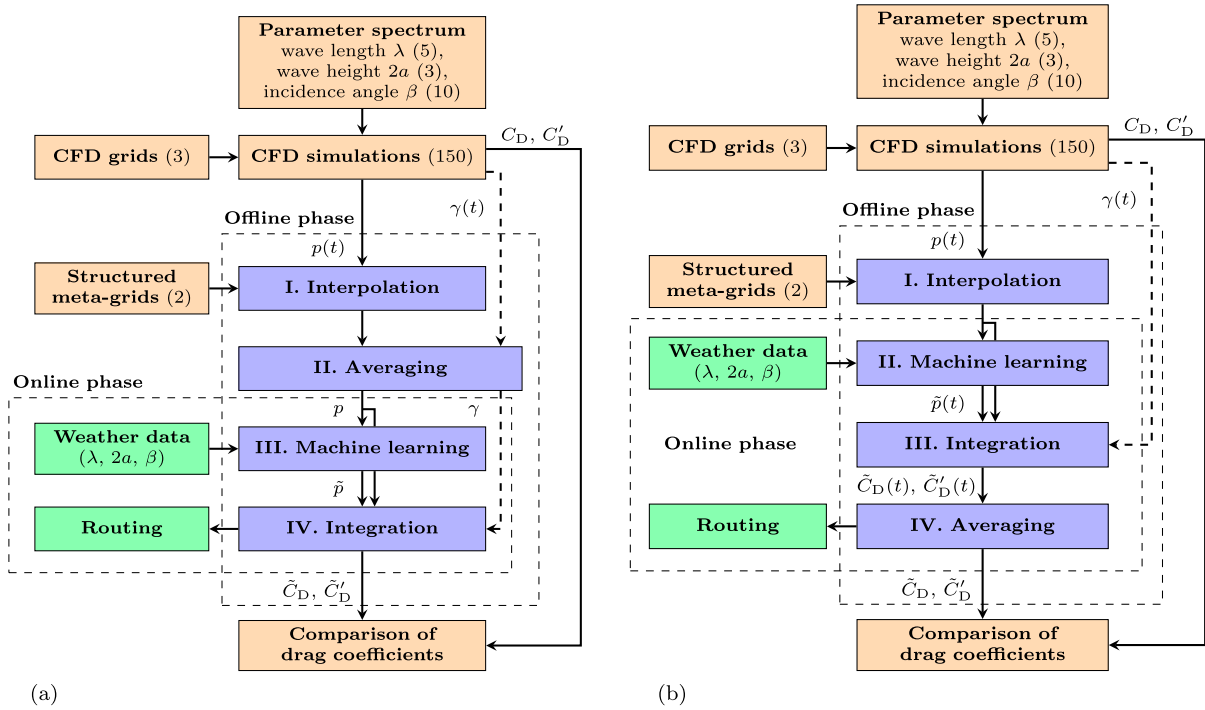 Parameter spectrum
wave length λ (5),
wave height 2a (3),
incidence angle β (10)
CFD grids (3)
CFD simulations (150)
C_D, C′_D
γ(t)
Offline phase
p(t)
Structured
meta-grids (2)
I. Interpolation
II. Averaging
Online phase
p
γ
Weather data
(λ, 2a, β)
III. Machine learning
p̃
Routing
IV. Integration
C̃_D, C̃′_D
Comparison of
drag coefficients
(a)
Parameter spectrum
wave length λ (5),
wave height 2a (3),
incidence angle β (10)
C_D, C′_D
CFD grids (3)
CFD simulations (150)
γ(t)
Offline phase
p(t)
Structured
meta-grids (2)
I. Interpolation
Weather data
(λ, 2a, β)
II. Machine learning
p̃(t)
Online phase
III. Integration
C̃_D(t), C̃′_D(t)
Routing
IV. Averaging
C̃_D, C̃′_D
Comparison of
drag coefficients
(b)